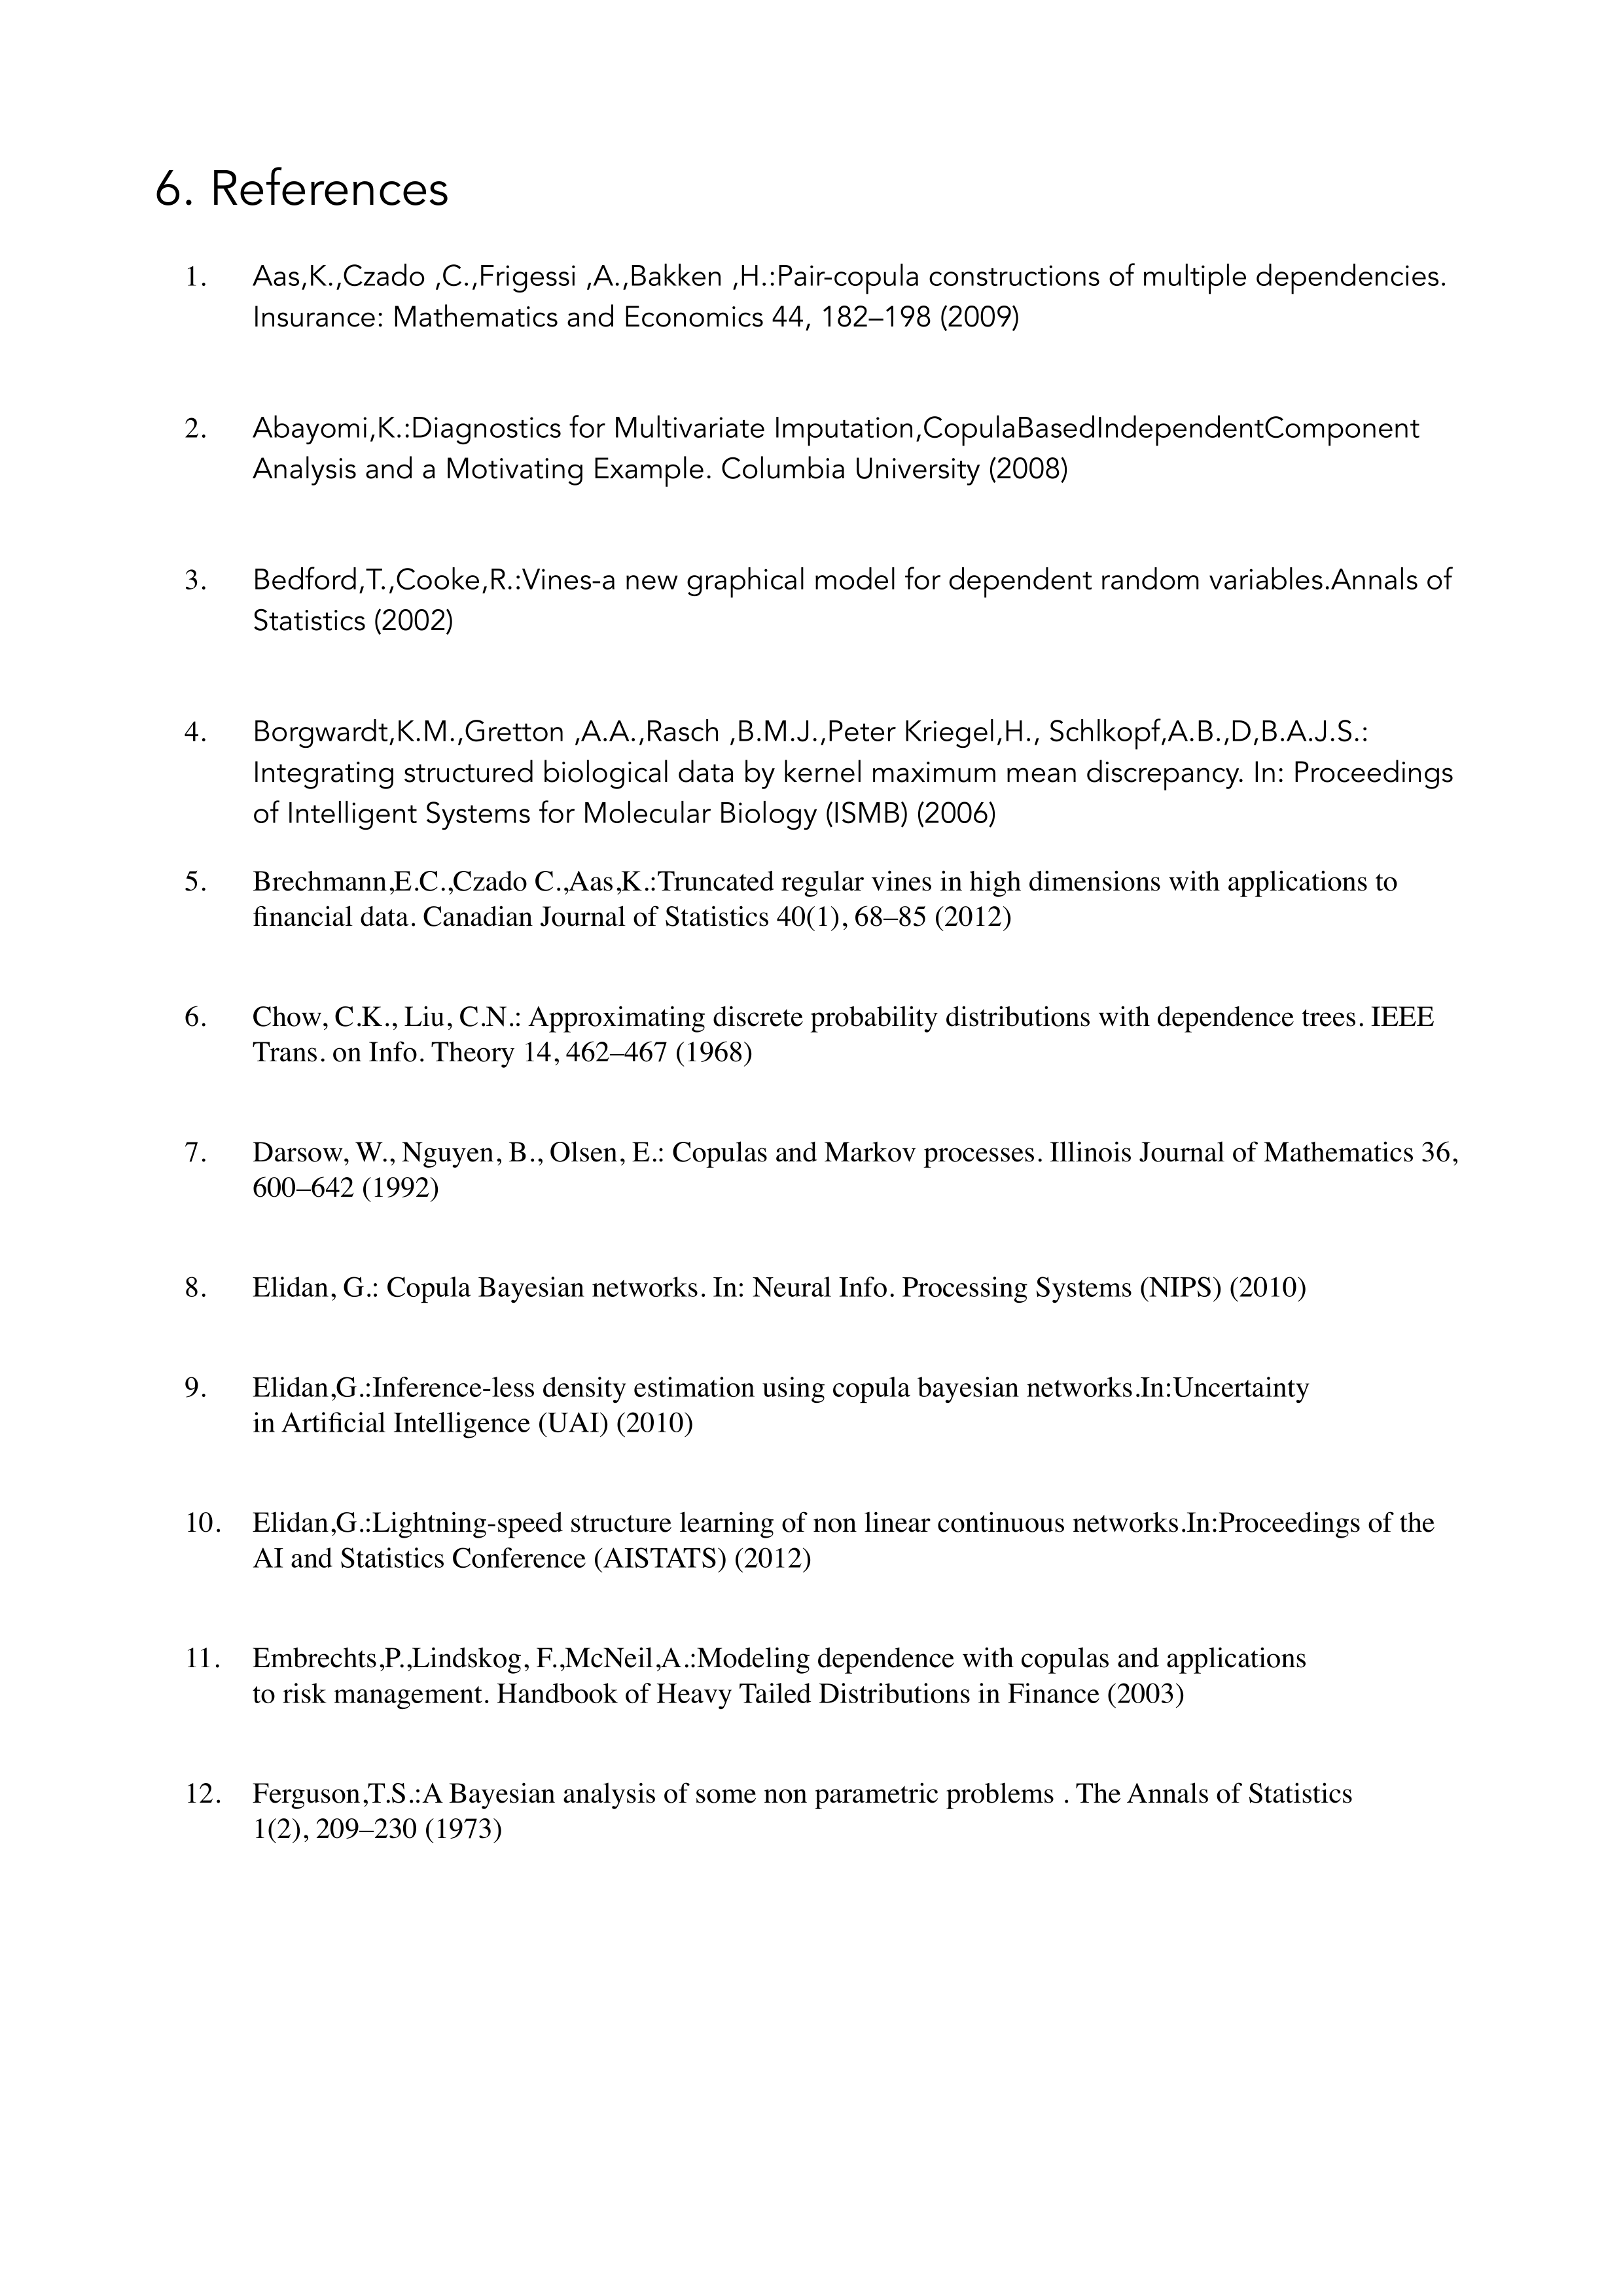 6. References
1. Aas,K.,Czado ,C.,Frigessi ,A.,Bakken ,H.:Pair-copula constructions of multiple dependencies.
Insurance: Mathematics and Economics 44, 182–198 (2009)
2. Abayomi,K.:Diagnostics for Multivariate Imputation,CopulaBasedIndependentComponent
Analysis and a Motivating Example. Columbia University (2008)
3. Bedford,T.,Cooke,R.:Vines-a new graphical model for dependent random variables.Annals of
Statistics (2002)
4. Borgwardt,K.M.,Gretton ,A.A.,Rasch ,B.M.J.,Peter Kriegel,H., Schlkopf,A.B.,D,B.A.J.S.:
Integrating structured biological data by kernel maximum mean discrepancy. In: Proceedings
of Intelligent Systems for Molecular Biology (ISMB) (2006)
5. Brechmann,E.C.,Czado C.,Aas,K.:Truncated regular vines in high dimensions with applications to
financial data. Canadian Journal of Statistics 40(1), 68–85 (2012)
6. Chow, C.K., Liu, C.N.: Approximating discrete probability distributions with dependence trees. IEEE
Trans. on Info. Theory 14, 462–467 (1968)
7. Darsow, W., Nguyen, B., Olsen, E.: Copulas and Markov processes. Illinois Journal of Mathematics 36,
600–642 (1992)
8. Elidan, G.: Copula Bayesian networks. In: Neural Info. Processing Systems (NIPS) (2010)
9. Elidan,G.:Inference-less density estimation using copula bayesian networks.In:Uncertainty
in Artificial Intelligence (UAI) (2010)
10. Elidan,G.:Lightning-speed structure learning of non linear continuous networks.In:Proceedings of the
AI and Statistics Conference (AISTATS) (2012)
11. Embrechts,P.,Lindskog, F.,McNeil,A.:Modeling dependence with copulas and applications
to risk management. Handbook of Heavy Tailed Distributions in Finance (2003)
12. Ferguson,T.S.:A Bayesian analysis of some non parametric problems . The Annals of Statistics
1(2), 209–230 (1973)